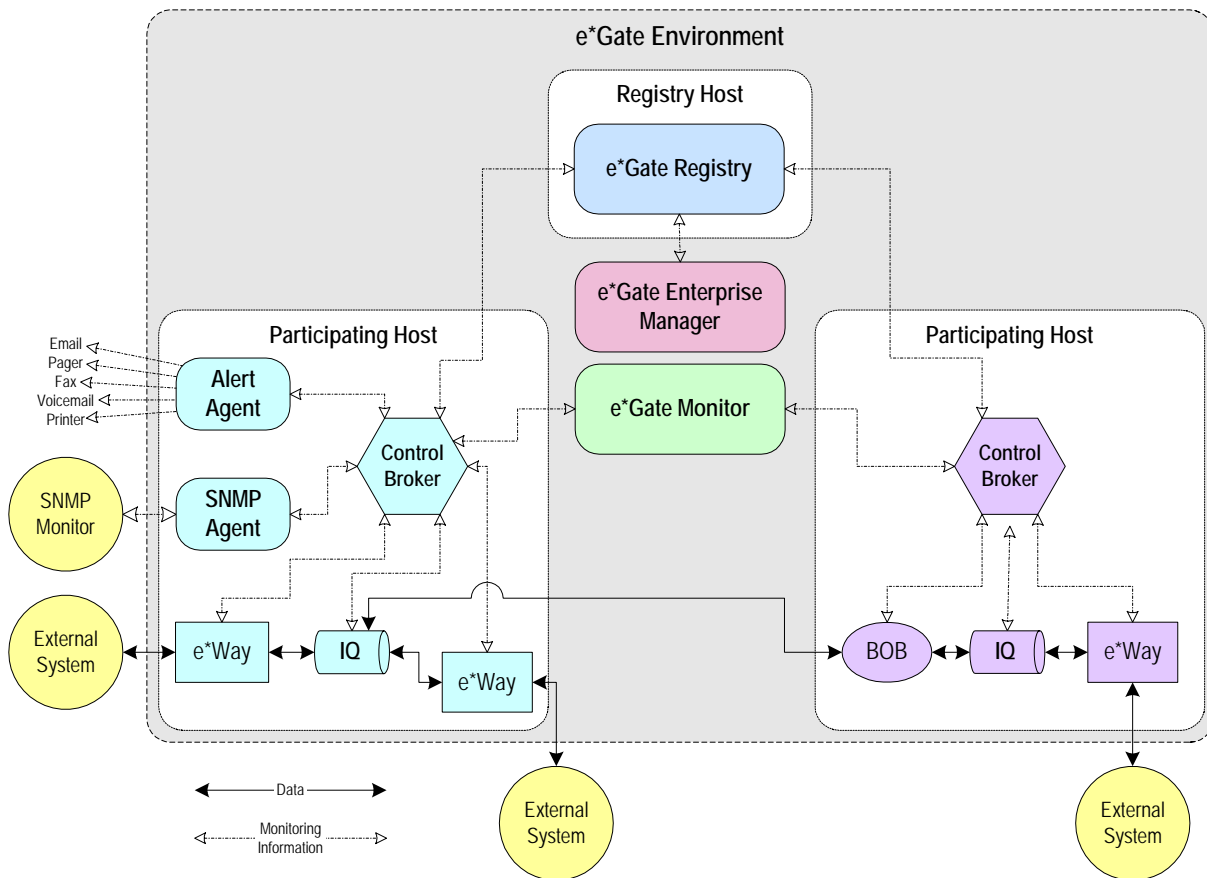 e*Gate Environment
Registry Host
e*Gate Registry
e*Gate Enterprise
Manager
e*Gate Monitor
Participating Host
Email
Pager
Fax
Voicemail
Printer
Alert
Agent
Control
Broker
SNMP
Monitor
SNMP
Agent
External
System
e*Way
IQ
e*Way
Participating Host
Control
Broker
BOB
IQ
e*Way
Data
Monitoring
Information
External
System
External
System